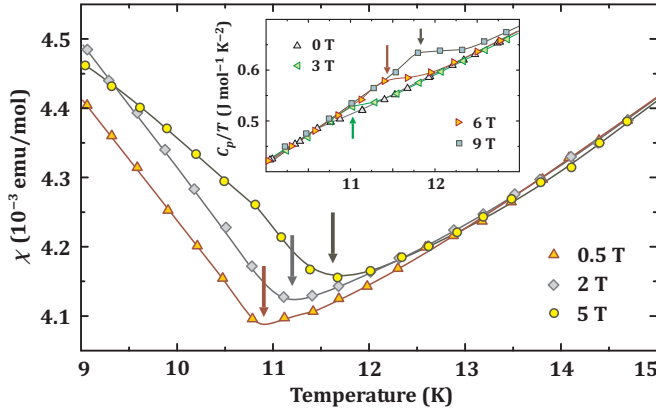 4.5
4.4
4.3
4.2
4.1
χ (10⁻³ emu/mol)
9
10
11
12
13
14
15
Temperature (K)
0.5 T
2 T
5 T
0 T
3 T
6 T
9 T
0.6
0.5
Cₚ/T (J mol⁻¹ K⁻²)
11
12